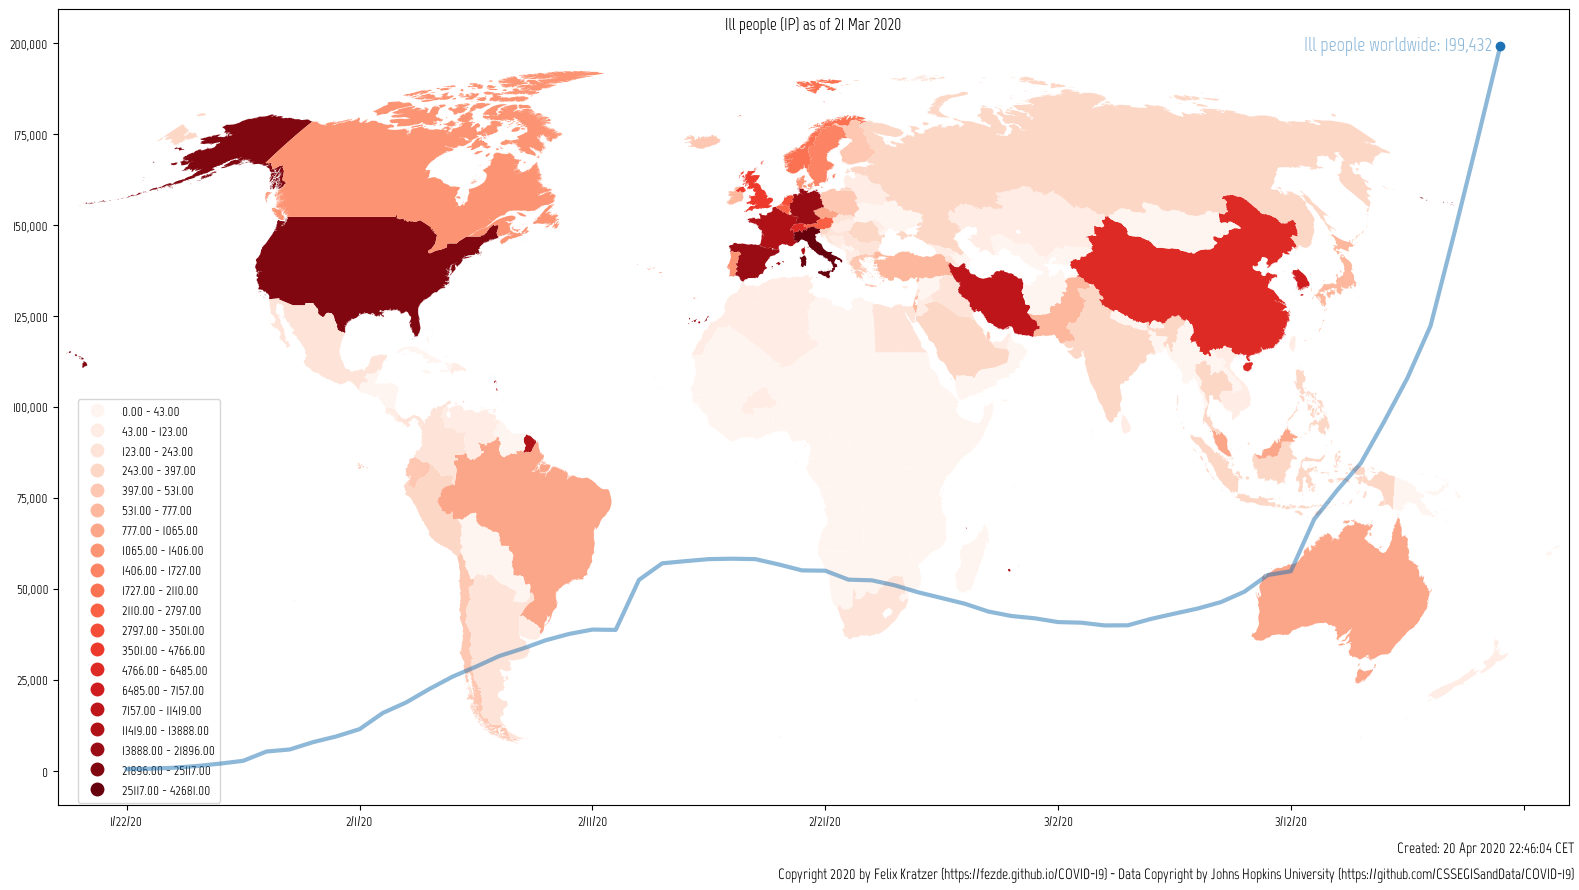 Ill people (IP) as of 21 Mar 2020
200,000
Ill people worldwide: 199,432
175,000
150,000
125,000
100,000
75,000
50,000
25,000
0
0.00 - 43.00
43.00 - 123.00
123.00 - 243.00
243.00 - 397.00
397.00 - 531.00
531.00 - 777.00
777.00 - 1065.00
1065.00 - 1406.00
1406.00 - 1727.00
1727.00 - 2110.00
2110.00 - 2797.00
2797.00 - 3501.00
3501.00 - 4766.00
4766.00 - 6485.00
6485.00 - 7157.00
7157.00 - 11419.00
11419.00 - 13888.00
13888.00 - 21896.00
21896.00 - 25117.00
25117.00 - 42681.00
1/22/20
2/1/20
2/11/20
2/21/20
3/2/20
3/12/20
Created: 20 Apr 2020 22:46:04 CET
Copyright 2020 by Felix Kratzer (https://fezde.github.io/COVID-19) - Data Copyright by Johns Hopkins University (https://github.com/CSSEGISandData/COVID-19)